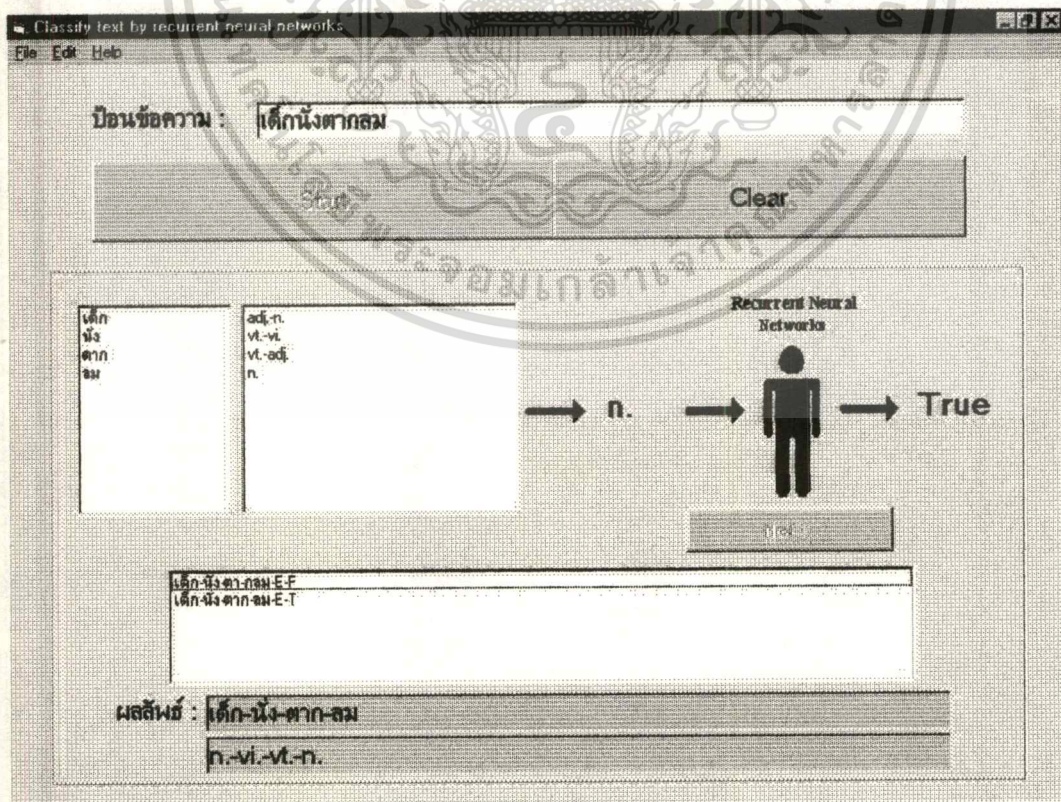 Classify text by recurrent neural networks
File Edit Help
ป้อนข้อความ : เด็กนั่งตากลม
Start Clear
เด็ก adj.-n.
นั่ง vt.-vi.
ตาก vt.-adj.
ลม n.
Recurrent Neural
Networks
n. True
เด็ก-นั่ง-ตา-กลม-E-F
เด็ก-นั่ง-ตาก-ลม-E-T
ผลลัพธ์ : เด็ก-นั่ง-ตาก-ลม
n.-vi.-vt.-n.